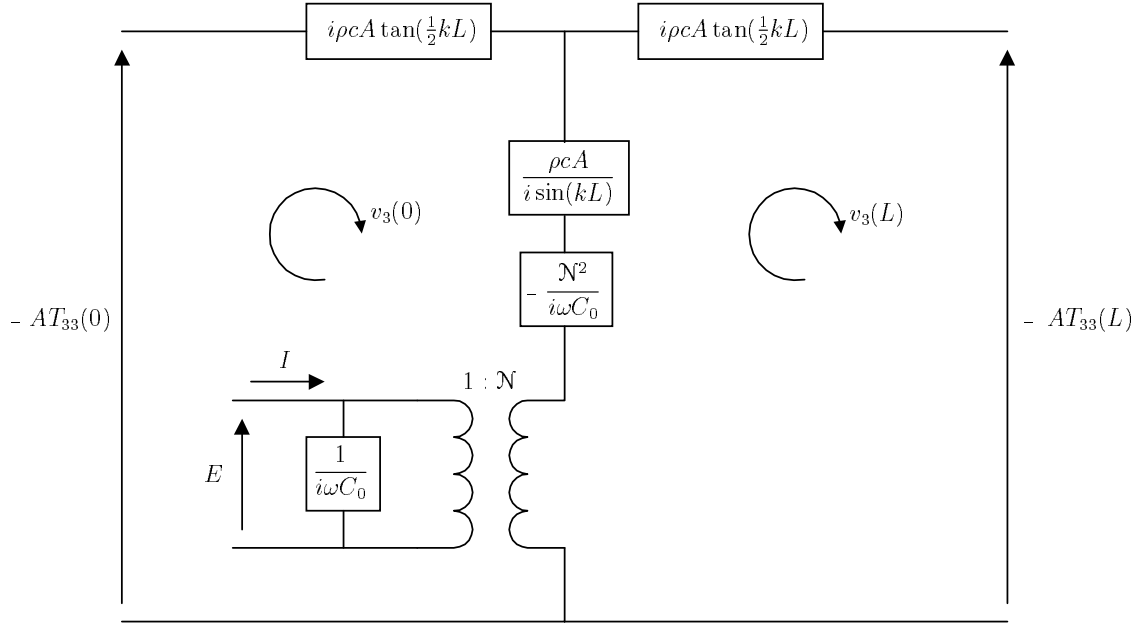 iρcA tan(½kL)
iρcA tan(½kL)
ρcA
i sin(kL)
v₃(0)
v₃(L)
𝒩²
– iωC₀
– AT₃₃(0)
– AT₃₃(L)
I
1 : 𝒩
E
1
iωC₀